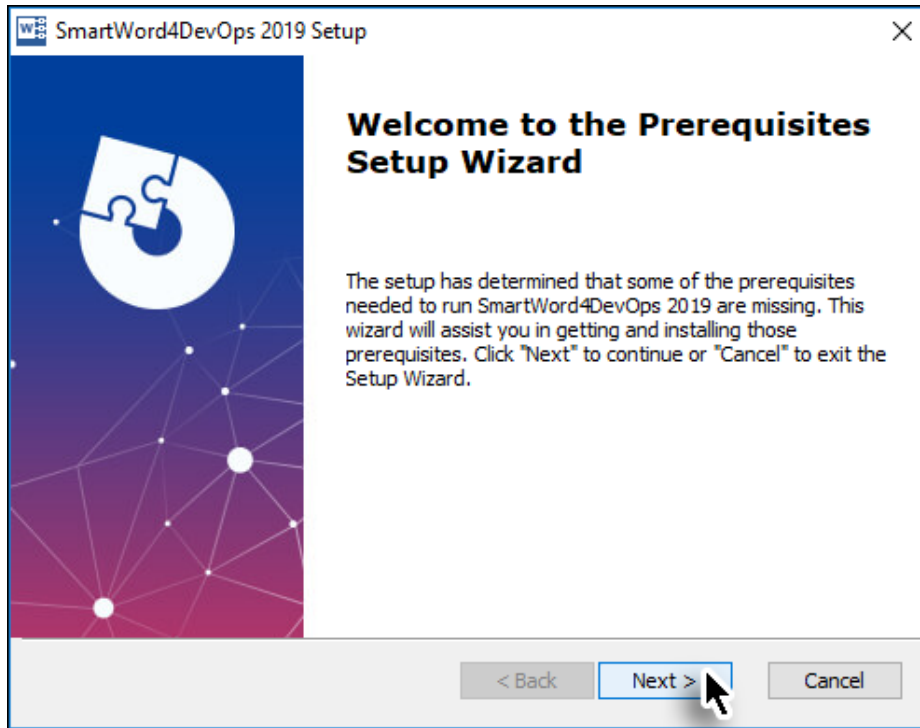 SmartWord4DevOps 2019 Setup
Welcome to the Prerequisites
Setup Wizard
The setup has determined that some of the prerequisites
needed to run SmartWord4DevOps 2019 are missing. This
wizard will assist you in getting and installing those
prerequisites. Click "Next" to continue or "Cancel" to exit the
Setup Wizard.
< Back
Next >
Cancel